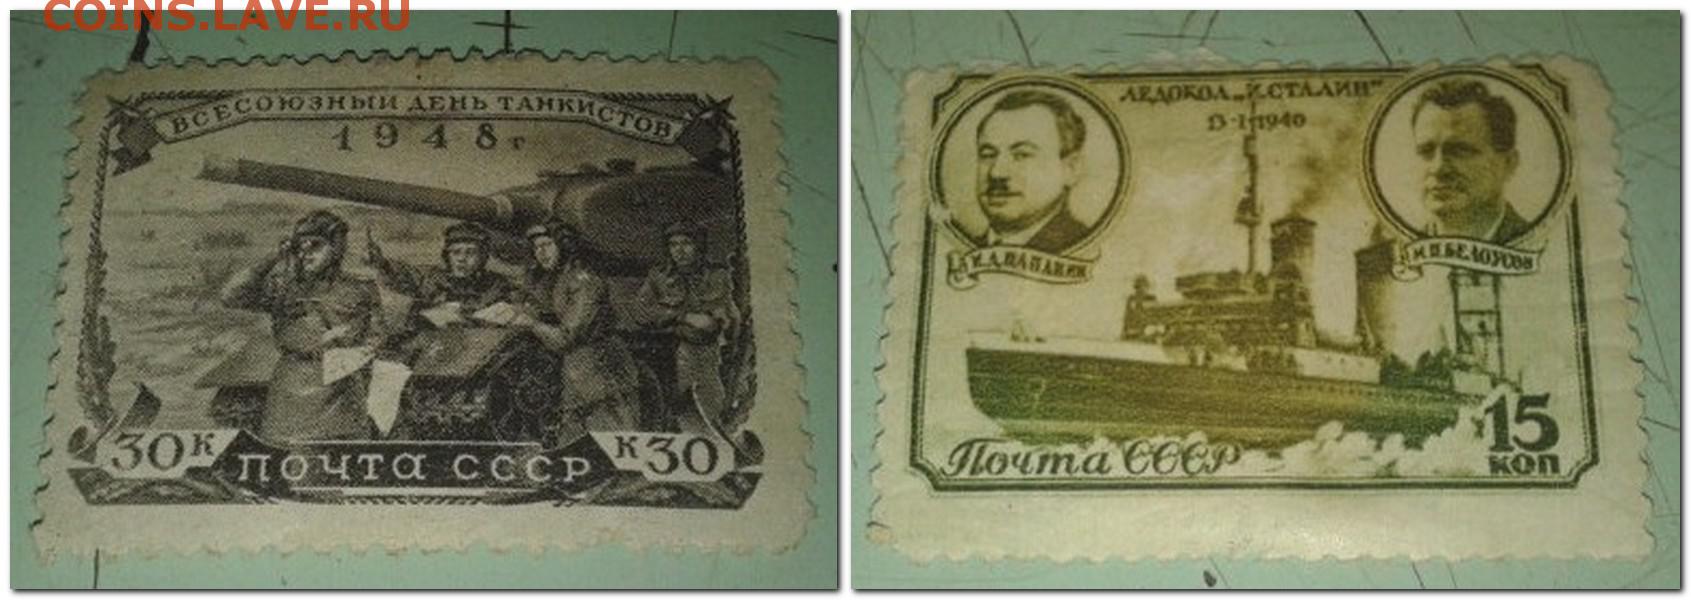 COINS.LAVE.RU
ВСЕСОЮЗНЫЙ ДЕНЬ ТАНКИСТОВ
1948г
30К
К30
ПОЧТА СССР
ЛЕДОКОЛ „И.СТАЛИН"
13-I-1940
И.Д.ПАПАНИН
М.П.БЕЛОУСОВ
Почта СССР
15
КОП